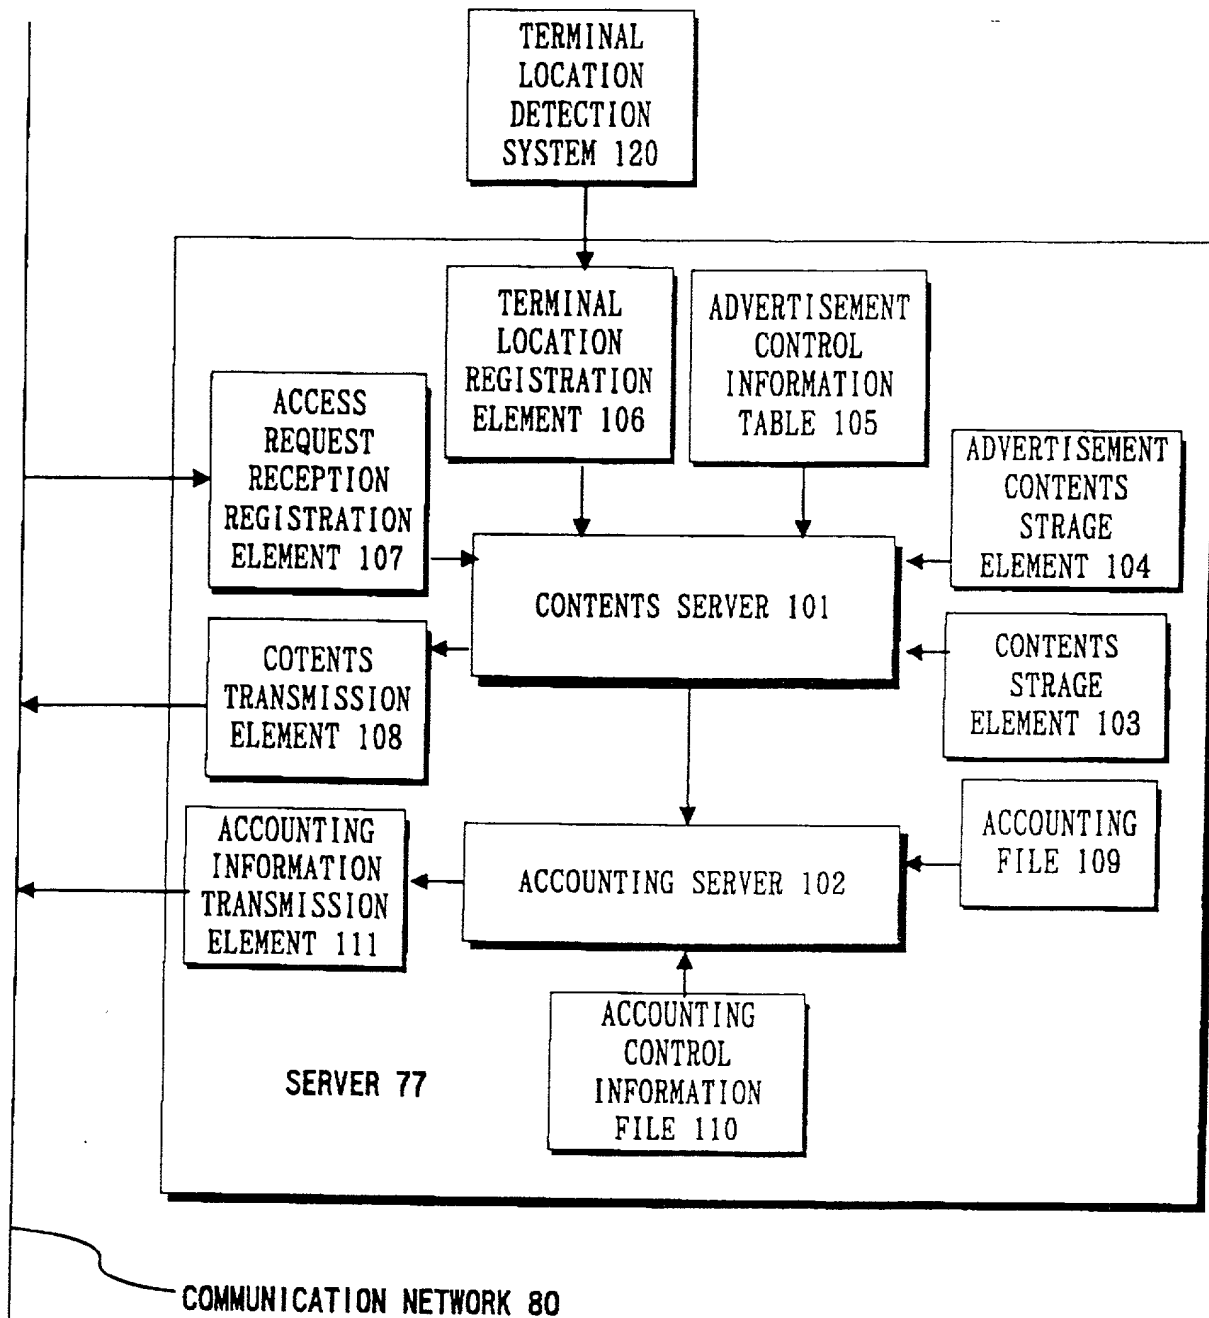 TERMINAL
LOCATION
DETECTION
SYSTEM 120
TERMINAL
LOCATION
REGISTRATION
ELEMENT 106
ADVERTISEMENT
CONTROL
INFORMATION
TABLE 105
ACCESS
REQUEST
RECEPTION
REGISTRATION
ELEMENT 107
ADVERTISEMENT
CONTENTS
STRAGE
ELEMENT 104
CONTENTS SERVER 101
COTENTS
TRANSMISSION
ELEMENT 108
CONTENTS
STRAGE
ELEMENT 103
ACCOUNTING
INFORMATION
TRANSMISSION
ELEMENT 111
ACCOUNTING SERVER 102
ACCOUNTING
FILE 109
ACCOUNTING
CONTROL
INFORMATION
FILE 110
SERVER 77
COMMUNICATION NETWORK 80